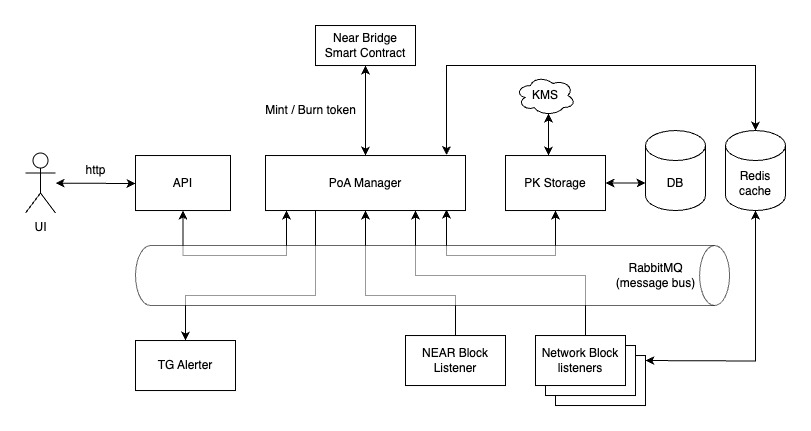 Near Bridge
Smart Contract
KMS
Mint / Burn token
http
API
PoA Manager
PK Storage
DB
Redis
cache
UI
RabbitMQ
(message bus)
TG Alerter
NEAR Block
Listener
Network Block
listeners